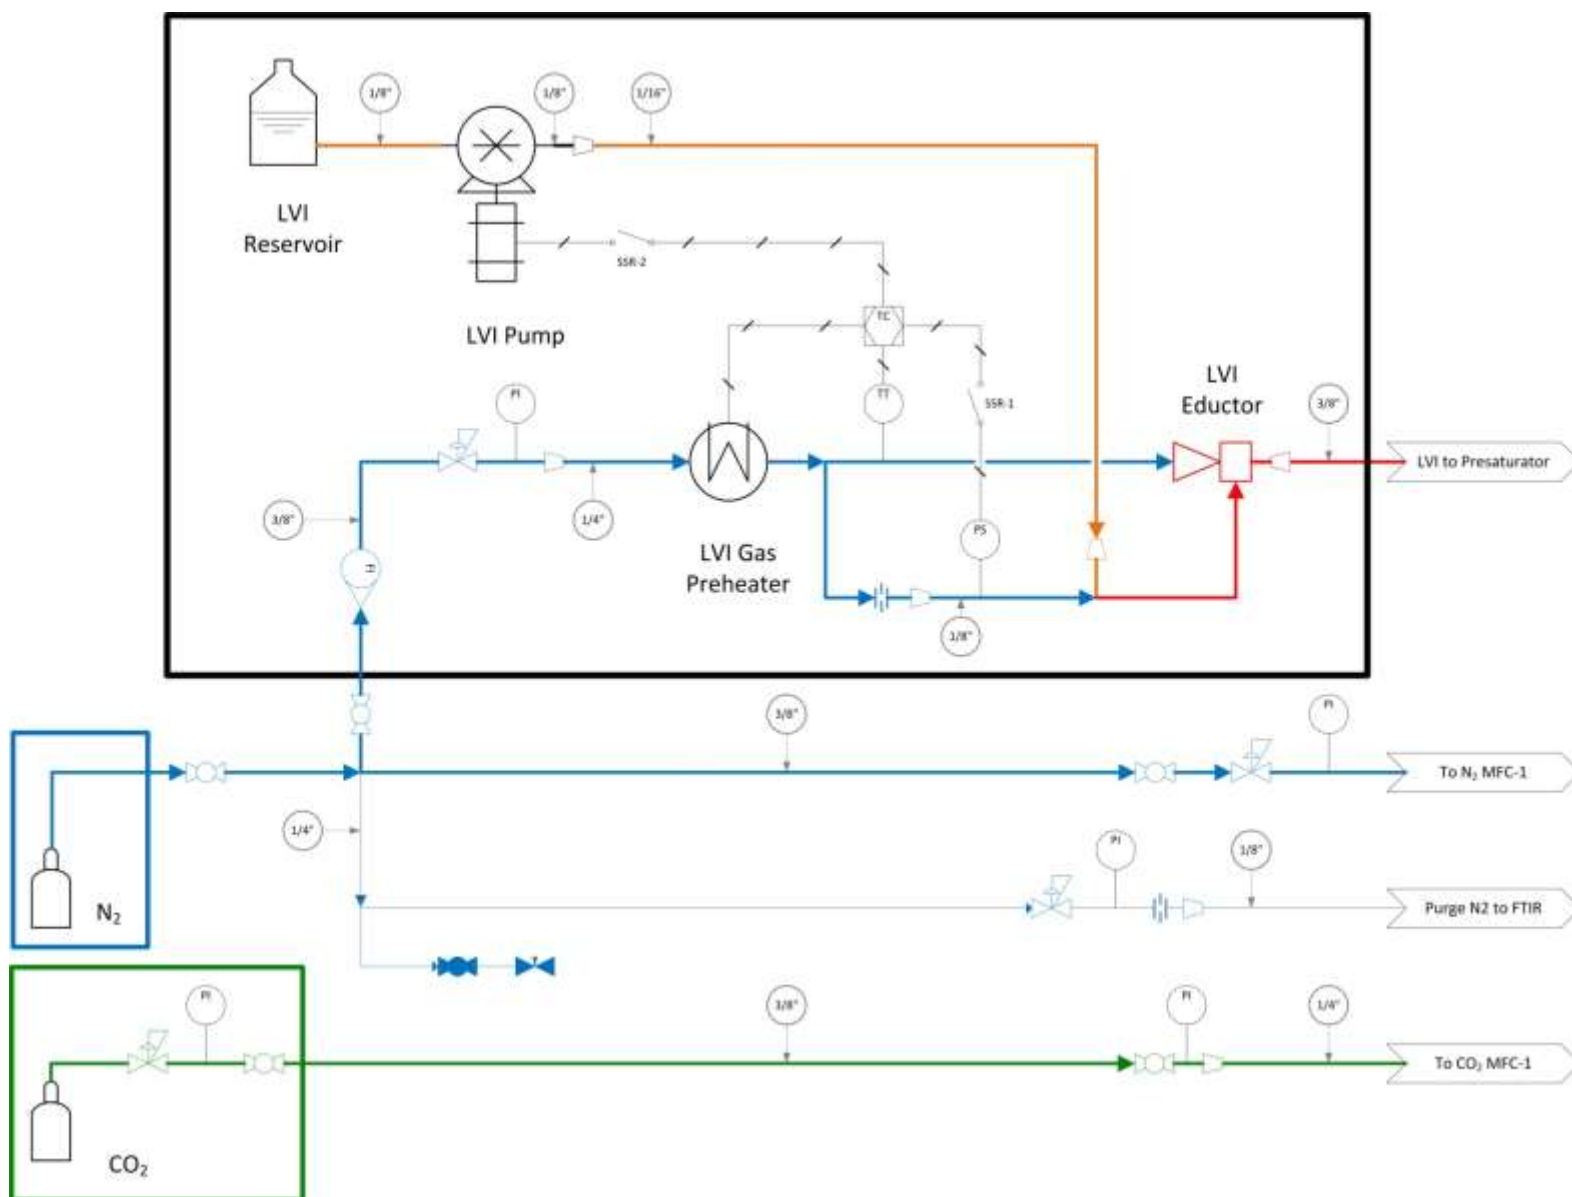 1/8"
1/8"
1/16"
LVI
Reservoir
SSR-2
LVI Pump
TC
PI
TT
SSR-1
LVI
Eductor
3/8"
LVI to Presaturator
3/8"
1/4"
PS
LVI Gas
Preheater
H
1/8"
3/8"
PI
To N₂ MFC-1
1/4"
PI
1/8"
N₂
Purge N2 to FTIR
PI
3/8"
PI
1/4"
To CO₂ MFC-1
CO₂